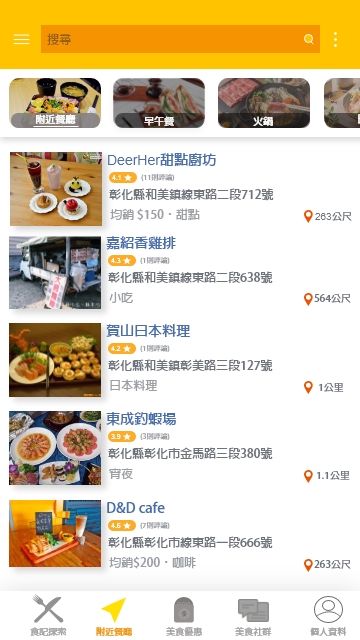 搜尋
附近餐廳
早午餐
火鍋
DeerHer甜點廚坊
4.1 ★ (11則評論)
彰化縣和美鎮線東路二段712號
均銷 $150・甜點
263公尺
嘉紹香雞排
4.3 ★ (1則評論)
彰化縣和美鎮線東路二段638號
小吃
564公尺
賀山日本料理
4.2 ★ (1則評論)
彰化縣和美鎮彰美路三段127號
日本料理
1公里
東成釣蝦場
3.9 ★ (3則評論)
彰化縣彰化市金馬路三段380號
宵夜
1.1公里
D&D cafe
4.6 ★ (7則評論)
彰化縣彰化市線東路一段666號
均銷$200・咖啡
263公尺
食記探索
附近餐廳
美食優惠
美食社群
個人資料